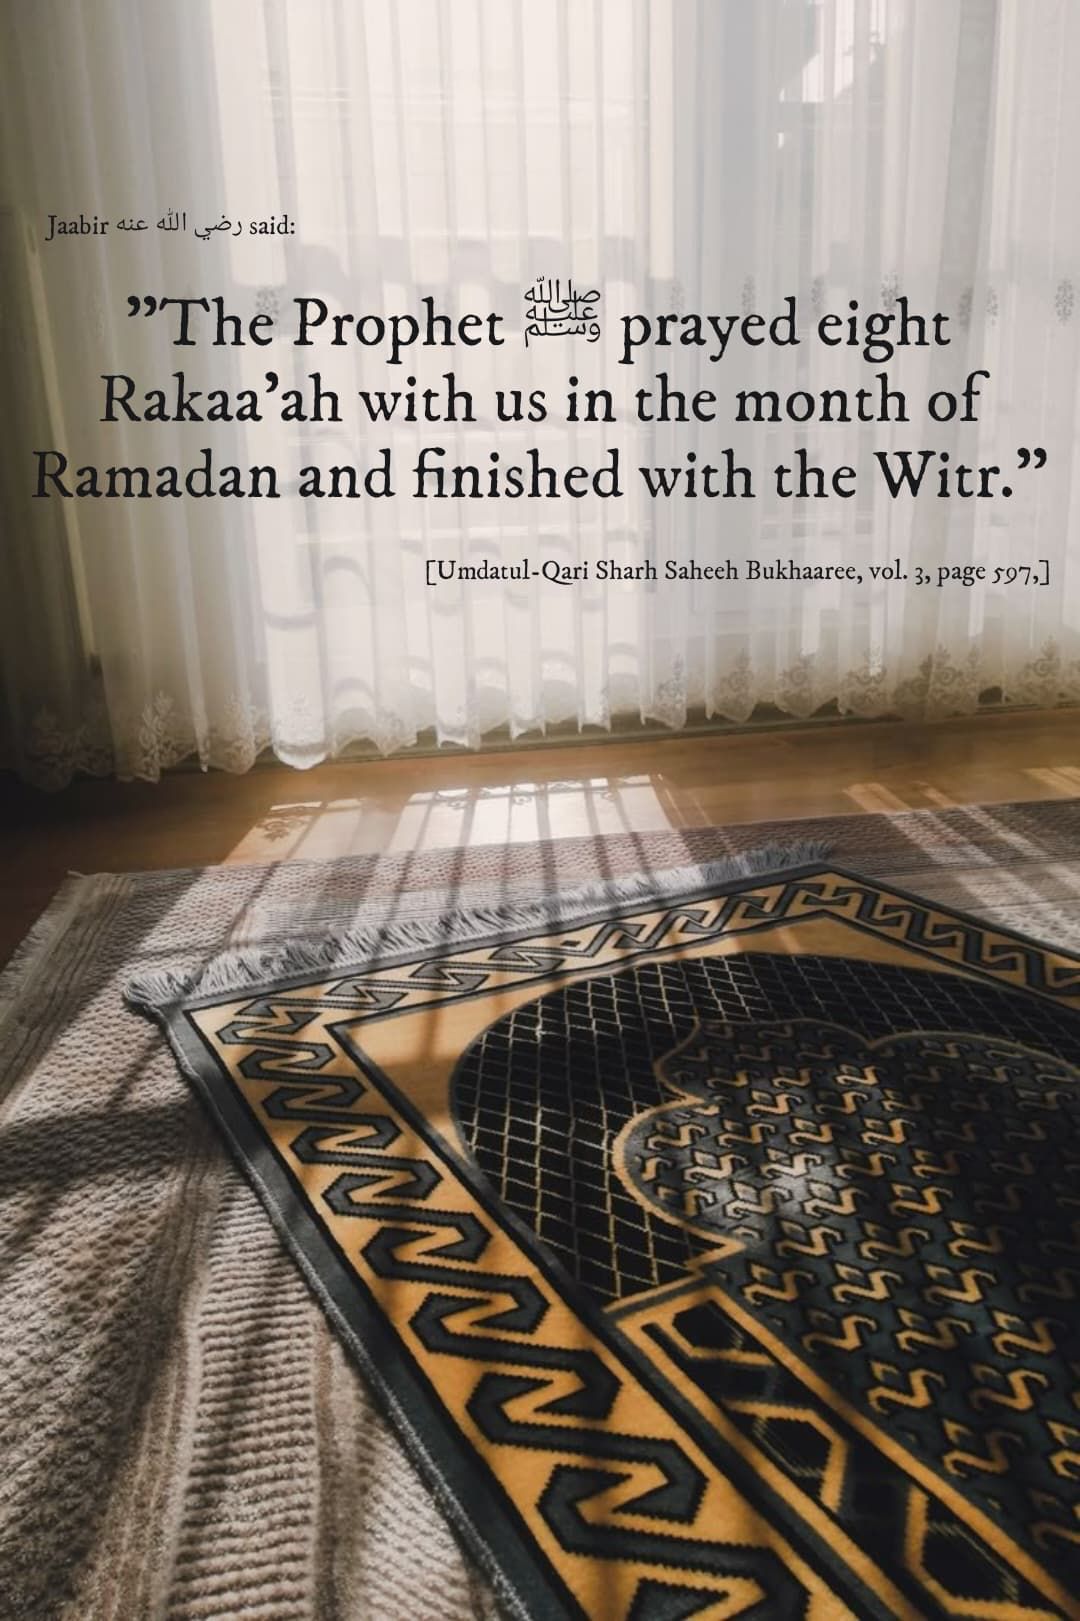 Jaabir رضي الله عنه said:
”The Prophet ﷺ prayed eight
Rakaa’ah with us in the month of
Ramadan and finished with the Witr.”
[Umdatul-Qari Sharh Saheeh Bukhaaree, vol. 3, page 597,]